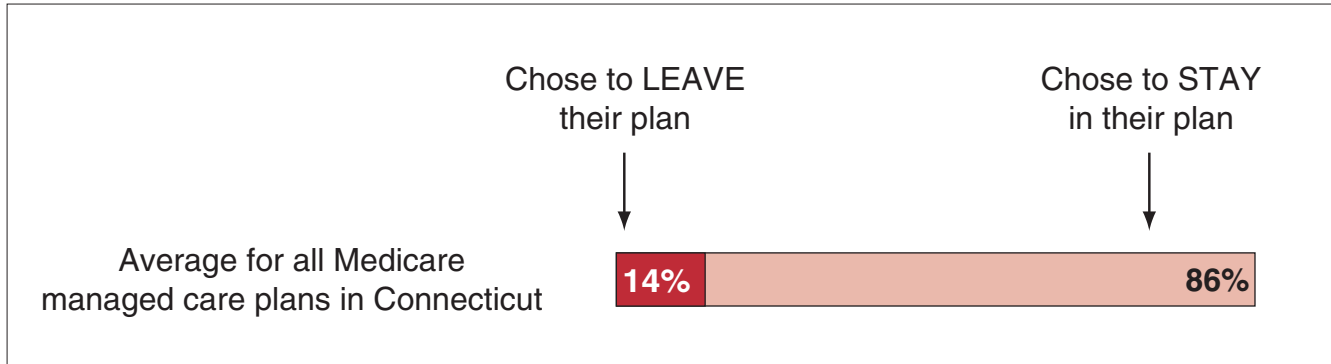 Chose to LEAVE
their plan
Chose to STAY
in their plan
Average for all Medicare
managed care plans in Connecticut
14%
86%